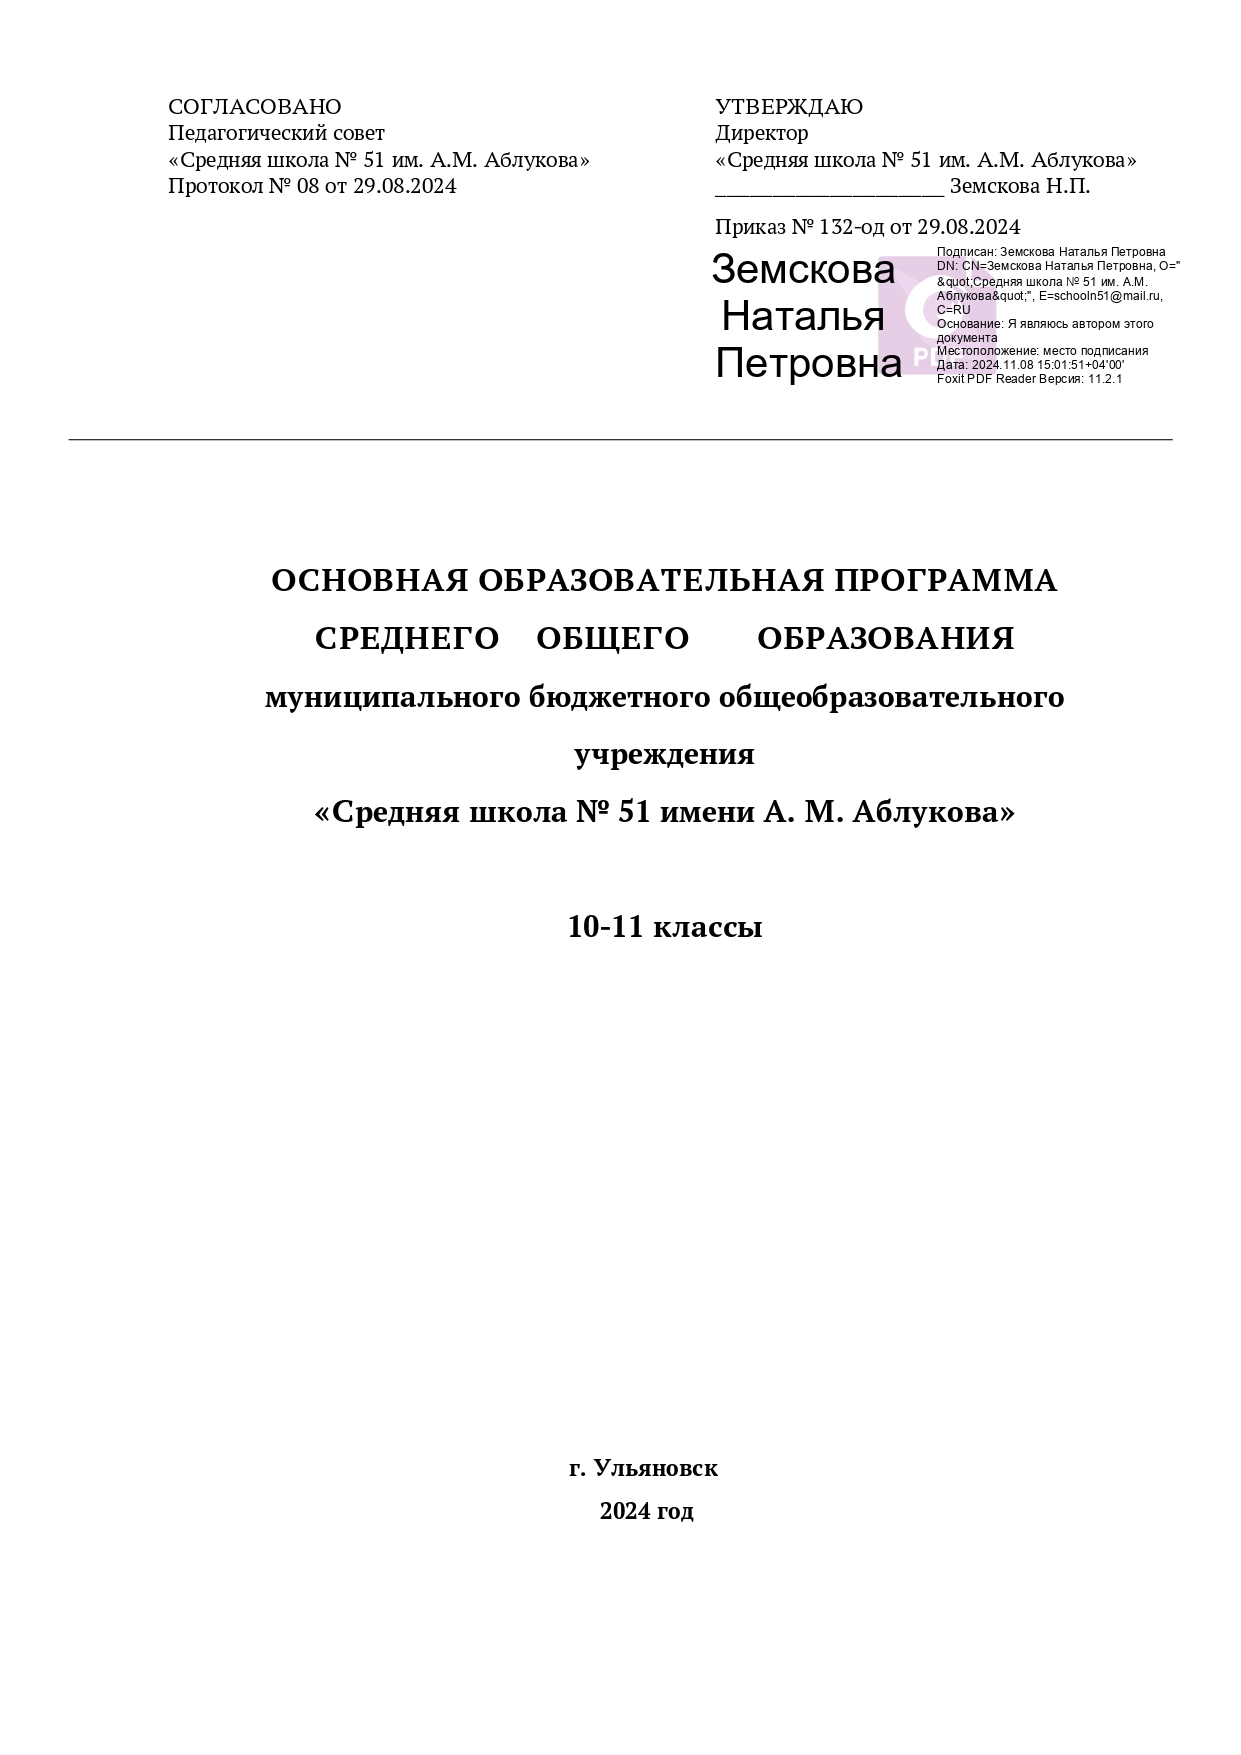 СОГЛАСОВАНО
Педагогический совет
«Средняя школа № 51 им. А.М. Аблукова»
Протокол № 08 от 29.08.2024
УТВЕРЖДАЮ
Директор
«Средняя школа № 51 им. А.М. Аблукова»
_____________________ Земскова Н.П.
Приказ № 132-од от 29.08.2024
Земскова
Наталья
Петровна
PDF
Подписан: Земскова Наталья Петровна
DN: CN=Земскова Наталья Петровна, O="
&quot;Средняя школа № 51 им. А.М.
Аблукова&quot;", E=schooln51@mail.ru,
C=RU
Основание: Я являюсь автором этого
документа
Местоположение: место подписания
Дата: 2024.11.08 15:01:51+04'00'
Foxit PDF Reader Версия: 11.2.1
ОСНОВНАЯ ОБРАЗОВАТЕЛЬНАЯ ПРОГРАММА
СРЕДНЕГО ОБЩЕГО ОБРАЗОВАНИЯ
муниципального бюджетного общеобразовательного
учреждения
«Средняя школа № 51 имени А. М. Аблукова»
10-11 классы
г. Ульяновск
2024 год